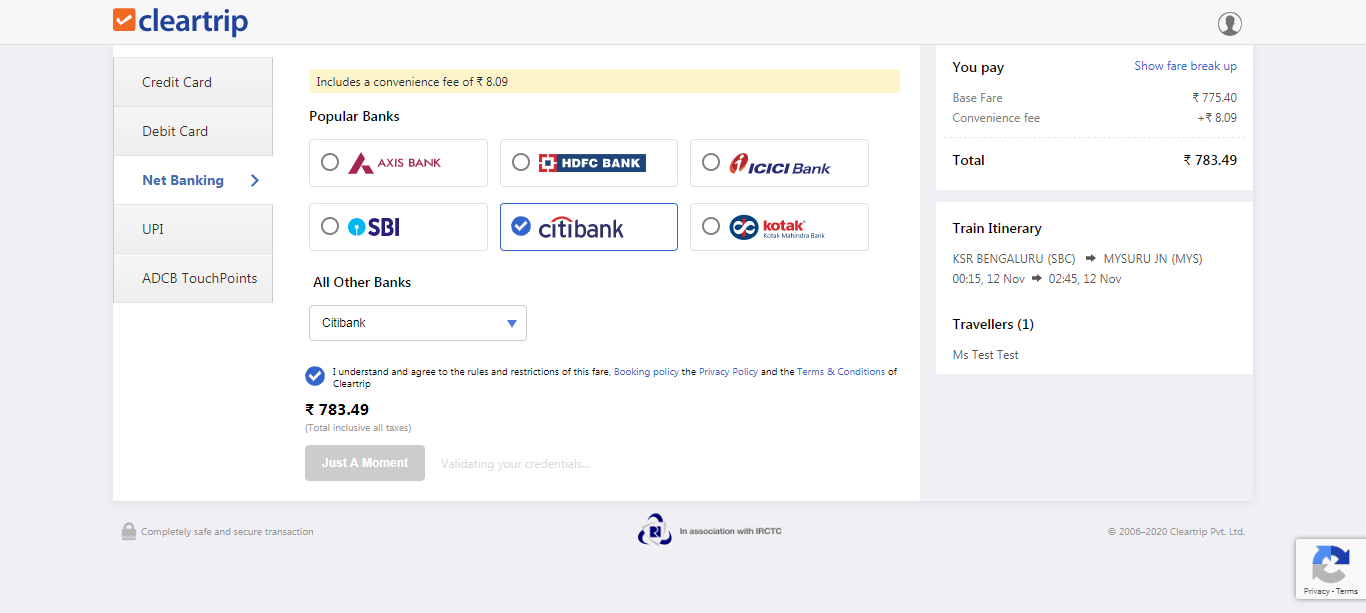 cleartrip
Credit Card
Debit Card
Net Banking
UPI
ADCB TouchPoints
Includes a convenience fee of ₹ 8.09
Popular Banks
AXIS BANK
HDFC BANK
ICICI Bank
SBI
citibank
kotak
Kotak Mahindra Bank
All Other Banks
Citibank
I understand and agree to the rules and restrictions of this fare, Booking policy the Privacy Policy and the Terms & Conditions of
Cleartrip
₹ 783.49
(Total inclusive all taxes)
Just A Moment
Validating your credentials...
You pay
Show fare break up
Base Fare
₹ 775.40
Convenience fee
+₹ 8.09
Total
₹ 783.49
Train Itinerary
KSR BENGALURU (SBC) ➡ MYSURU JN (MYS)
00:15, 12 Nov ➡ 02:45, 12 Nov
Travellers (1)
Ms Test Test
Completely safe and secure transaction
In association with IRCTC
© 2006–2020 Cleartrip Pvt. Ltd.
Privacy - Terms